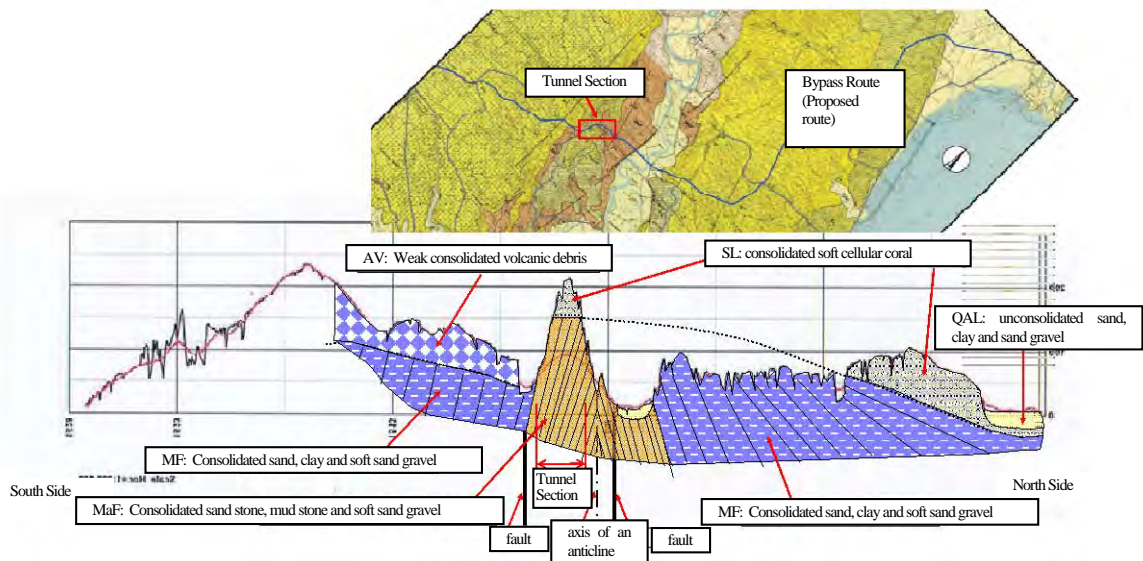 Tunnel Section
Bypass Route
(Proposed
route)
AV: Weak consolidated volcanic debris
SL: consolidated soft cellular coral
QAL: unconsolidated sand,
clay and sand gravel
MF: Consolidated sand, clay and soft sand gravel
South Side
Tunnel
Section
North Side
MaF: Consolidated sand stone, mud stone and soft sand gravel
MF: Consolidated sand, clay and soft sand gravel
fault
axis of an
anticline
fault